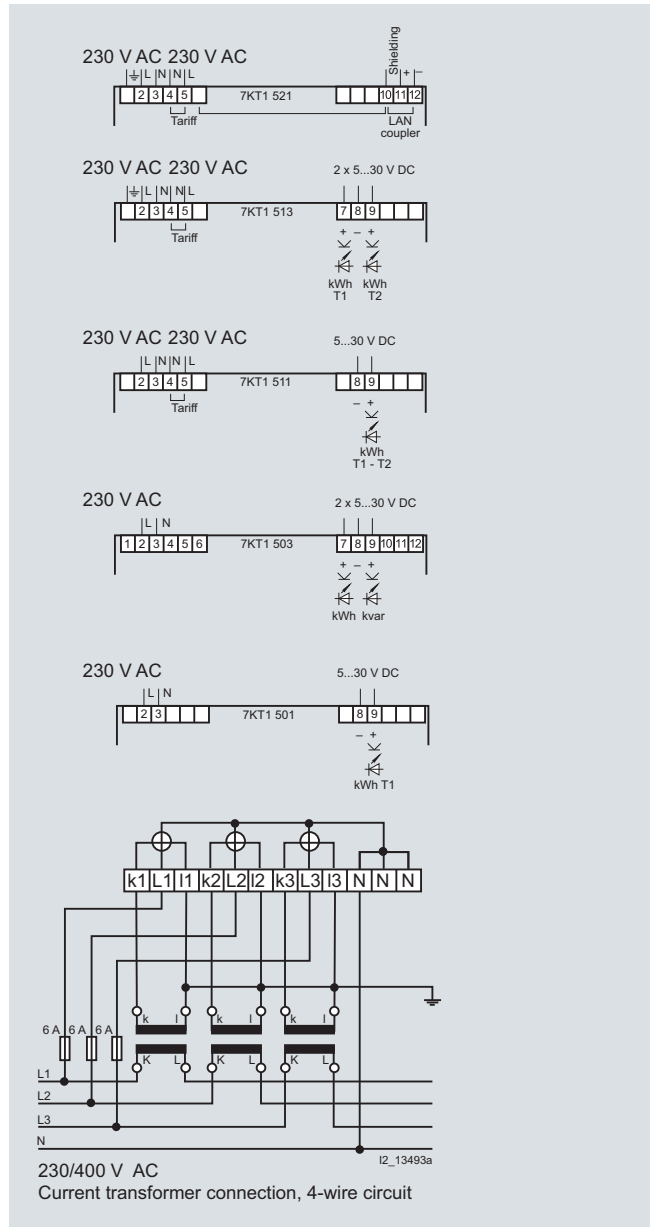 Shielding
230 V AC 230 V AC
L N N L + –
2 3 4 5 7KT1 521 10 11 12
Tariff LAN
coupler
230 V AC 230 V AC 2 x 5...30 V DC
L N N L
2 3 4 5 7KT1 513 7 8 9
Tariff + – +
kWh kWh
T1 T2
230 V AC 230 V AC 5...30 V DC
L N N L
2 3 4 5 7KT1 511 8 9
Tariff – +
kWh
T1 - T2
230 V AC 2 x 5...30 V DC
L N
1 2 3 4 5 6 7KT1 503 7 8 9 10 11 12
+ – +
kWh kvar
230 V AC 5...30 V DC
L N
2 3 7KT1 501 8 9
– +
kWh T1
k1 L1 l1 k2 L2 l2 k3 L3 l3 N N N
k l k l k l
6 A 6 A 6 A
K L K L K L
L1
L2
L3
N
I2_13493a
230/400 V AC
Current transformer connection, 4-wire circuit